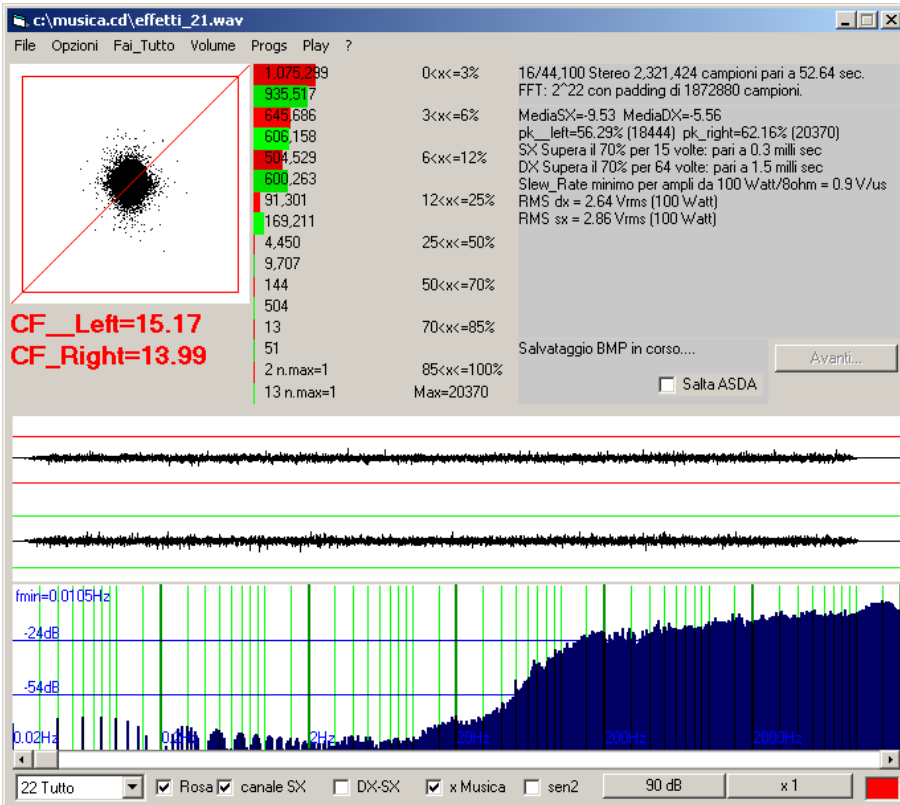 c:\musica.cd\effetti_21.wav
File Opzioni Fai_Tutto Volume Progs Play ?
1,075,299 0<x<=3%
935,517
645,686 3<x<=6%
606,158
504,529 6<x<=12%
600,263
91,301 12<x<=25%
169,211
4,450 25<x<=50%
9,707
144 50<x<=70%
504
13 70<x<=85%
51
2 n.max=1 85<x<=100%
13 n.max=1 Max=20370
16/44,100 Stereo 2,321,424 campioni pari a 52.64 sec.
FFT: 2^22 con padding di 1872880 campioni.
MediaSX=-9.53 MediaDX=-5.56
pk__left=56.29% (18444) pk_right=62.16% (20370)
SX Supera il 70% per 15 volte: pari a 0.3 milli sec
DX Supera il 70% per 64 volte: pari a 1.5 milli sec
Slew_Rate minimo per ampli da 100 Watt/8ohm = 0.9 V/us
RMS dx = 2.64 Vrms (100 Watt)
RMS sx = 2.86 Vrms (100 Watt)
CF__Left=15.17
CF_Right=13.99
Salvataggio BMP in corso....
Avanti...
Salta ASDA
fmin=0.0105Hz
-24dB
-54dB
0.02Hz 0.2Hz 2Hz 20Hz 200Hz 2000Hz
22 Tutto Rosa canale SX DX-SX x Musica sen2 90 dB x 1